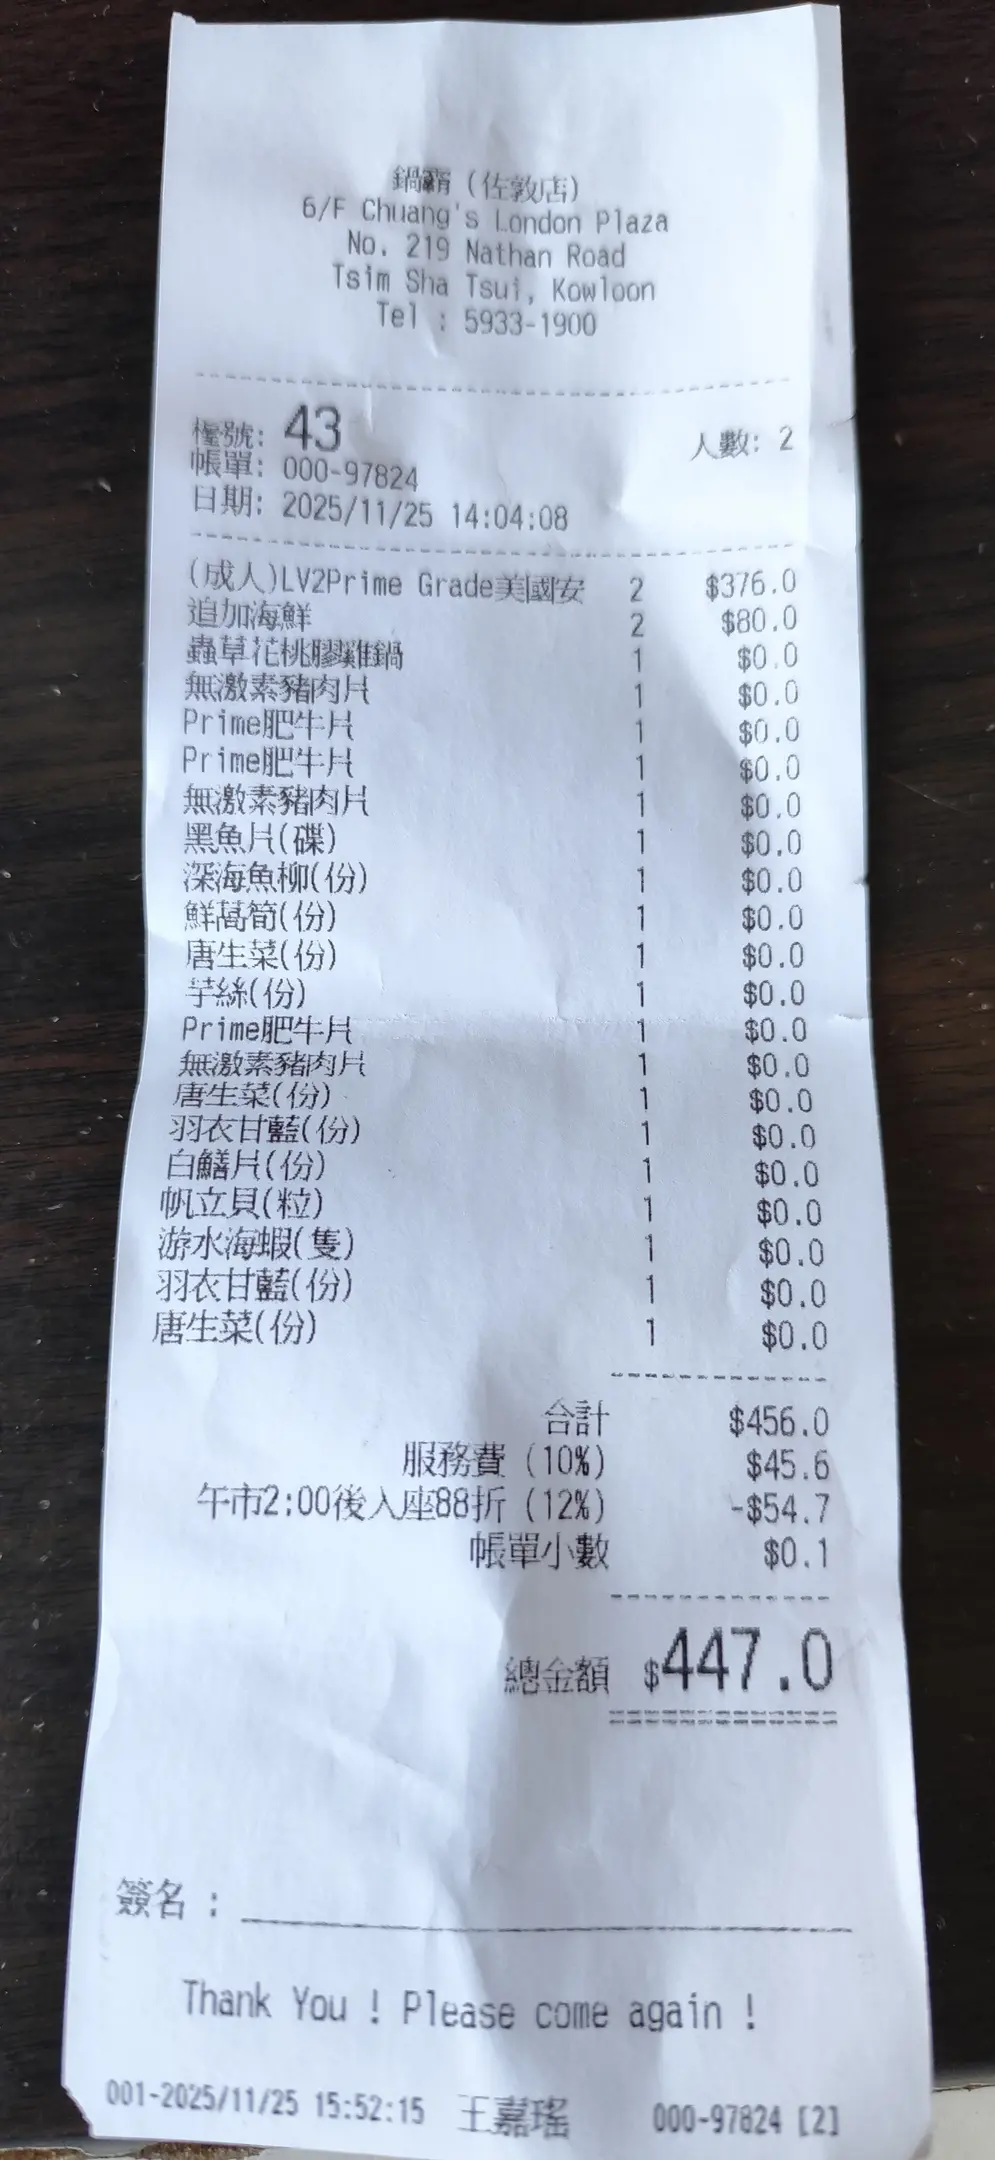 鍋霸 (佐敦店)
6/F Chuang's London Plaza
No. 219 Nathan Road
Tsim Sha Tsui, Kowloon
Tel : 5933-1900
檯號: 43 人數: 2
帳單: 000-97824
日期: 2025/11/25 14:04:08
(成人)LV2Prime Grade美國安 2 $376.0
追加海鮮 2 $80.0
蟲草花桃膠雞鍋 1 $0.0
無激素豬肉片 1 $0.0
Prime肥牛片 1 $0.0
Prime肥牛片 1 $0.0
無激素豬肉片 1 $0.0
黑魚片(碟) 1 $0.0
深海魚柳(份) 1 $0.0
鮮萵筍(份) 1 $0.0
唐生菜(份) 1 $0.0
芋絲(份) 1 $0.0
Prime肥牛片 1 $0.0
無激素豬肉片 1 $0.0
唐生菜(份) 1 $0.0
羽衣甘藍(份) 1 $0.0
白鱔片(份) 1 $0.0
帆立貝(粒) 1 $0.0
游水海蝦(隻) 1 $0.0
羽衣甘藍(份) 1 $0.0
唐生菜(份) 1 $0.0
合計 $456.0
服務費 (10%) $45.6
午市2:00後入座88折 (12%) -$54.7
帳單小數 $0.1
總金額 $447.0
簽名 :
Thank You ! Please come again !
001-2025/11/25 15:52:15 王嘉瑤 000-97824 [2]